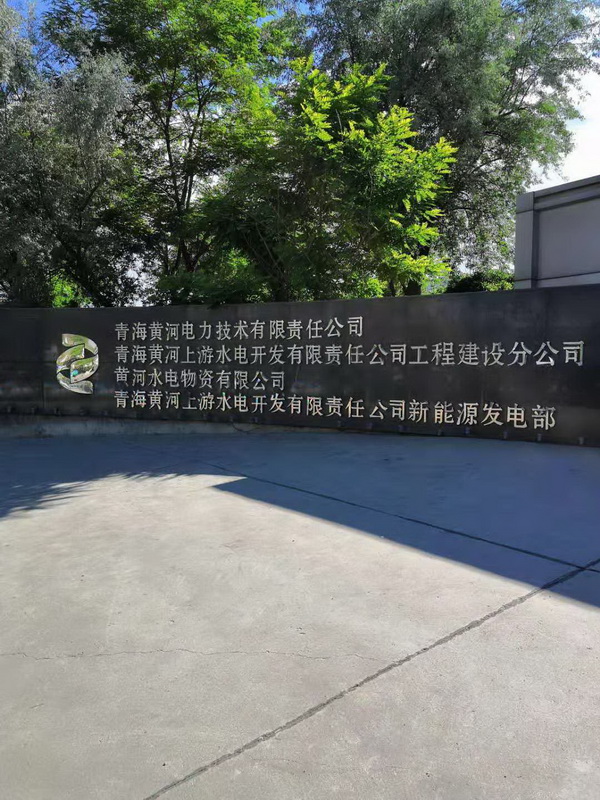 青海黄河电力技术有限责任公司
青海黄河上游水电开发有限责任公司工程建设分公司
黄河水电物资有限公司
青海黄河上游水电开发有限责任公司新能源发电部